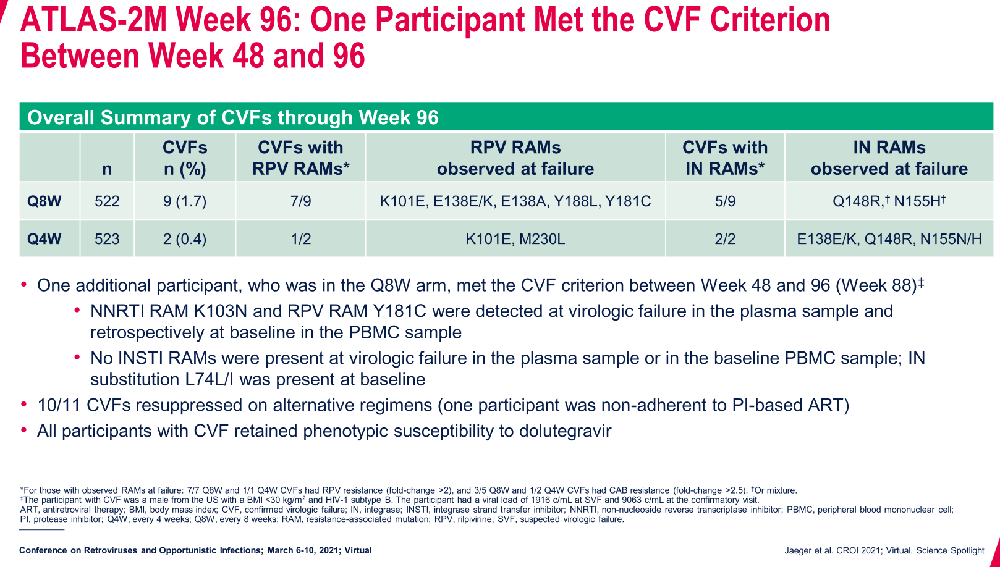 ATLAS-2M Week 96: One Participant Met the CVF Criterion
Between Week 48 and 96
Overall Summary of CVFs through Week 96
n
CVFs
n (%)
CVFs with
RPV RAMs*
RPV RAMs
observed at failure
CVFs with
IN RAMs*
IN RAMs
observed at failure
Q8W 522 9 (1.7) 7/9 K101E, E138E/K, E138A, Y188L, Y181C 5/9 Q148R,† N155H†
Q4W 523 2 (0.4) 1/2 K101E, M230L 2/2 E138E/K, Q148R, N155N/H
• One additional participant, who was in the Q8W arm, met the CVF criterion between Week 48 and 96 (Week 88)‡
• NNRTI RAM K103N and RPV RAM Y181C were detected at virologic failure in the plasma sample and
retrospectively at baseline in the PBMC sample
• No INSTI RAMs were present at virologic failure in the plasma sample or in the baseline PBMC sample; IN
substitution L74L/I was present at baseline
• 10/11 CVFs resuppressed on alternative regimens (one participant was non-adherent to PI-based ART)
• All participants with CVF retained phenotypic susceptibility to dolutegravir
*For those with observed RAMs at failure: 7/7 Q8W and 1/1 Q4W CVFs had RPV resistance (fold-change >2), and 3/5 Q8W and 1/2 Q4W CVFs had CAB resistance (fold-change >2.5). †Or mixture.
‡The participant with CVF was a male from the US with a BMI <30 kg/m² and HIV-1 subtype B. The participant had a viral load of 1916 c/mL at SVF and 9063 c/mL at the confirmatory visit.
ART, antiretroviral therapy; BMI, body mass index; CVF, confirmed virologic failure; IN, integrase; INSTI, integrase strand transfer inhibitor; NNRTI, non-nucleoside reverse transcriptase inhibitor; PBMC, peripheral blood mononuclear cell;
PI, protease inhibitor; Q4W, every 4 weeks; Q8W, every 8 weeks; RAM, resistance-associated mutation; RPV, rilpivirine; SVF, suspected virologic failure.
Conference on Retroviruses and Opportunistic Infections; March 6-10, 2021; Virtual
Jaeger et al. CROI 2021; Virtual. Science Spotlight